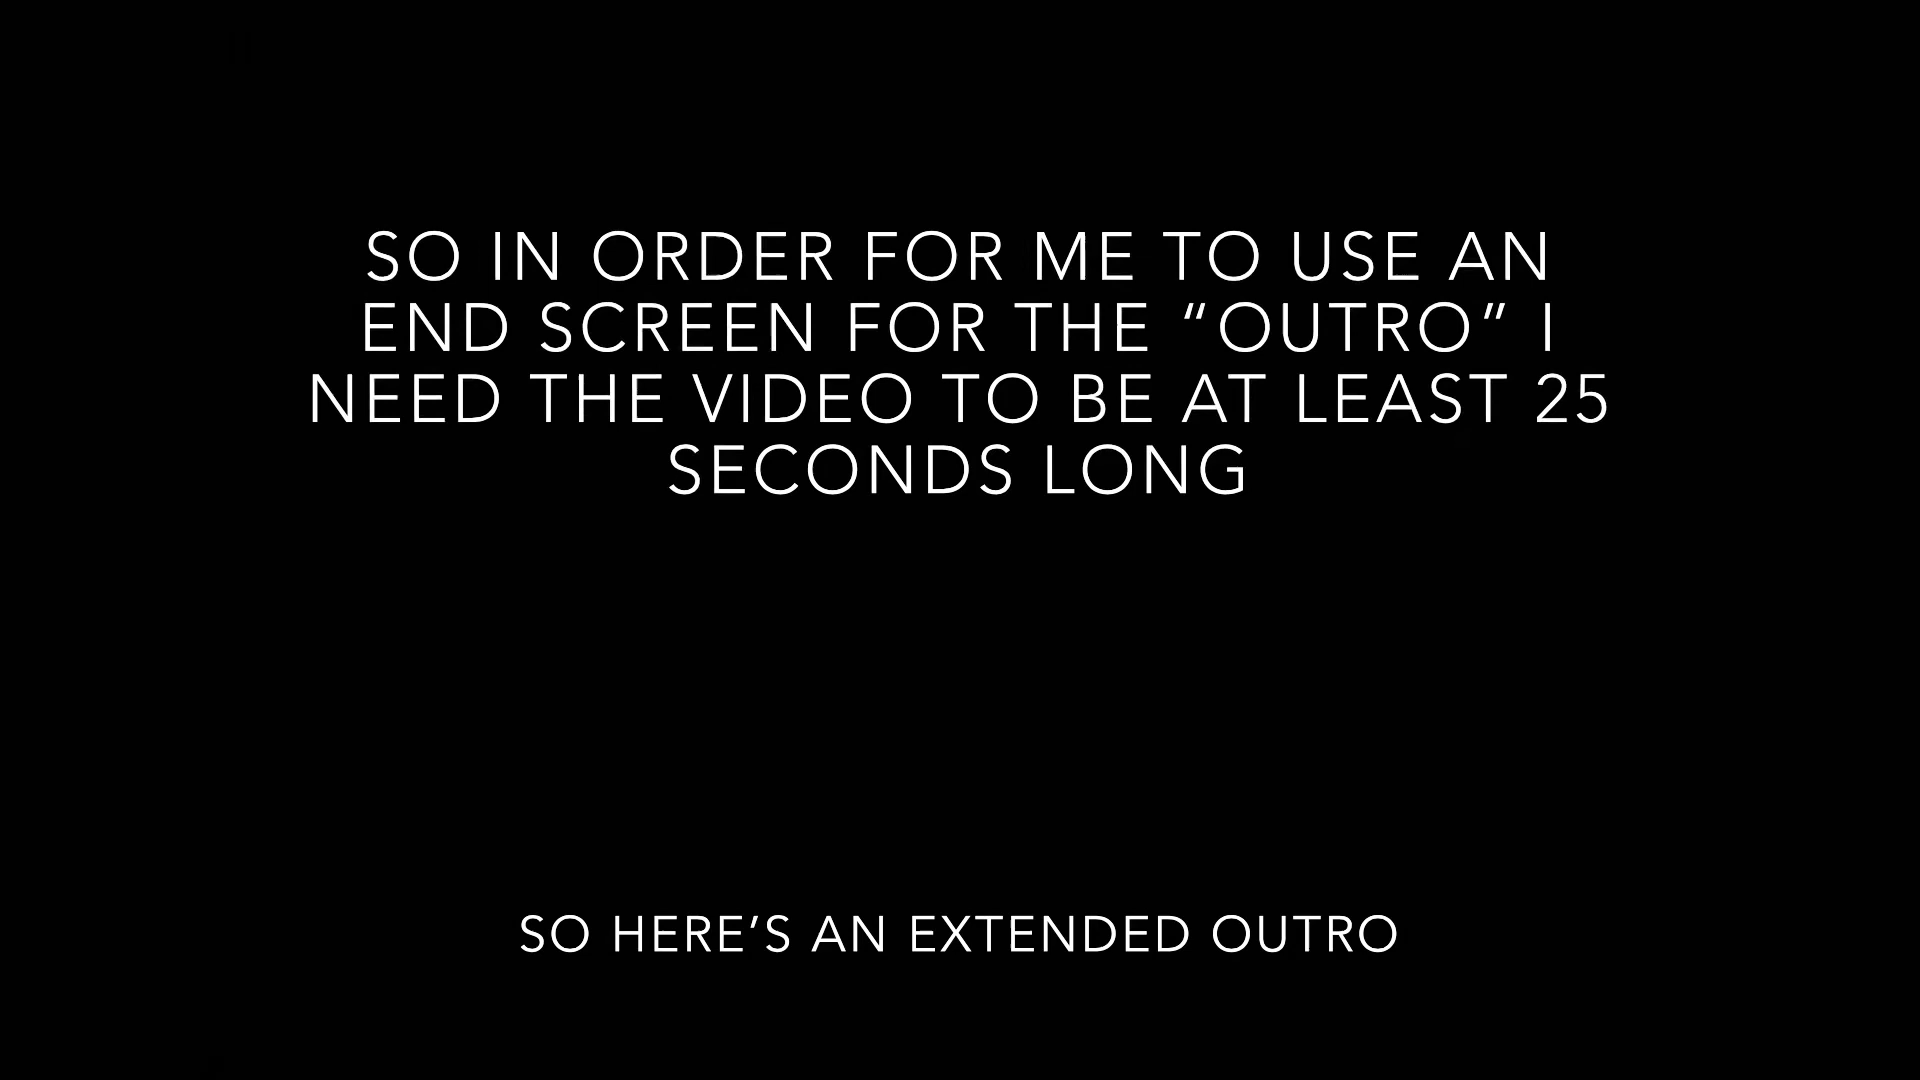 SO IN ORDER FOR ME TO USE AN
END SCREEN FOR THE “OUTRO” I
NEED THE VIDEO TO BE AT LEAST 25
SECONDS LONG
SO HERE’S AN EXTENDED OUTRO